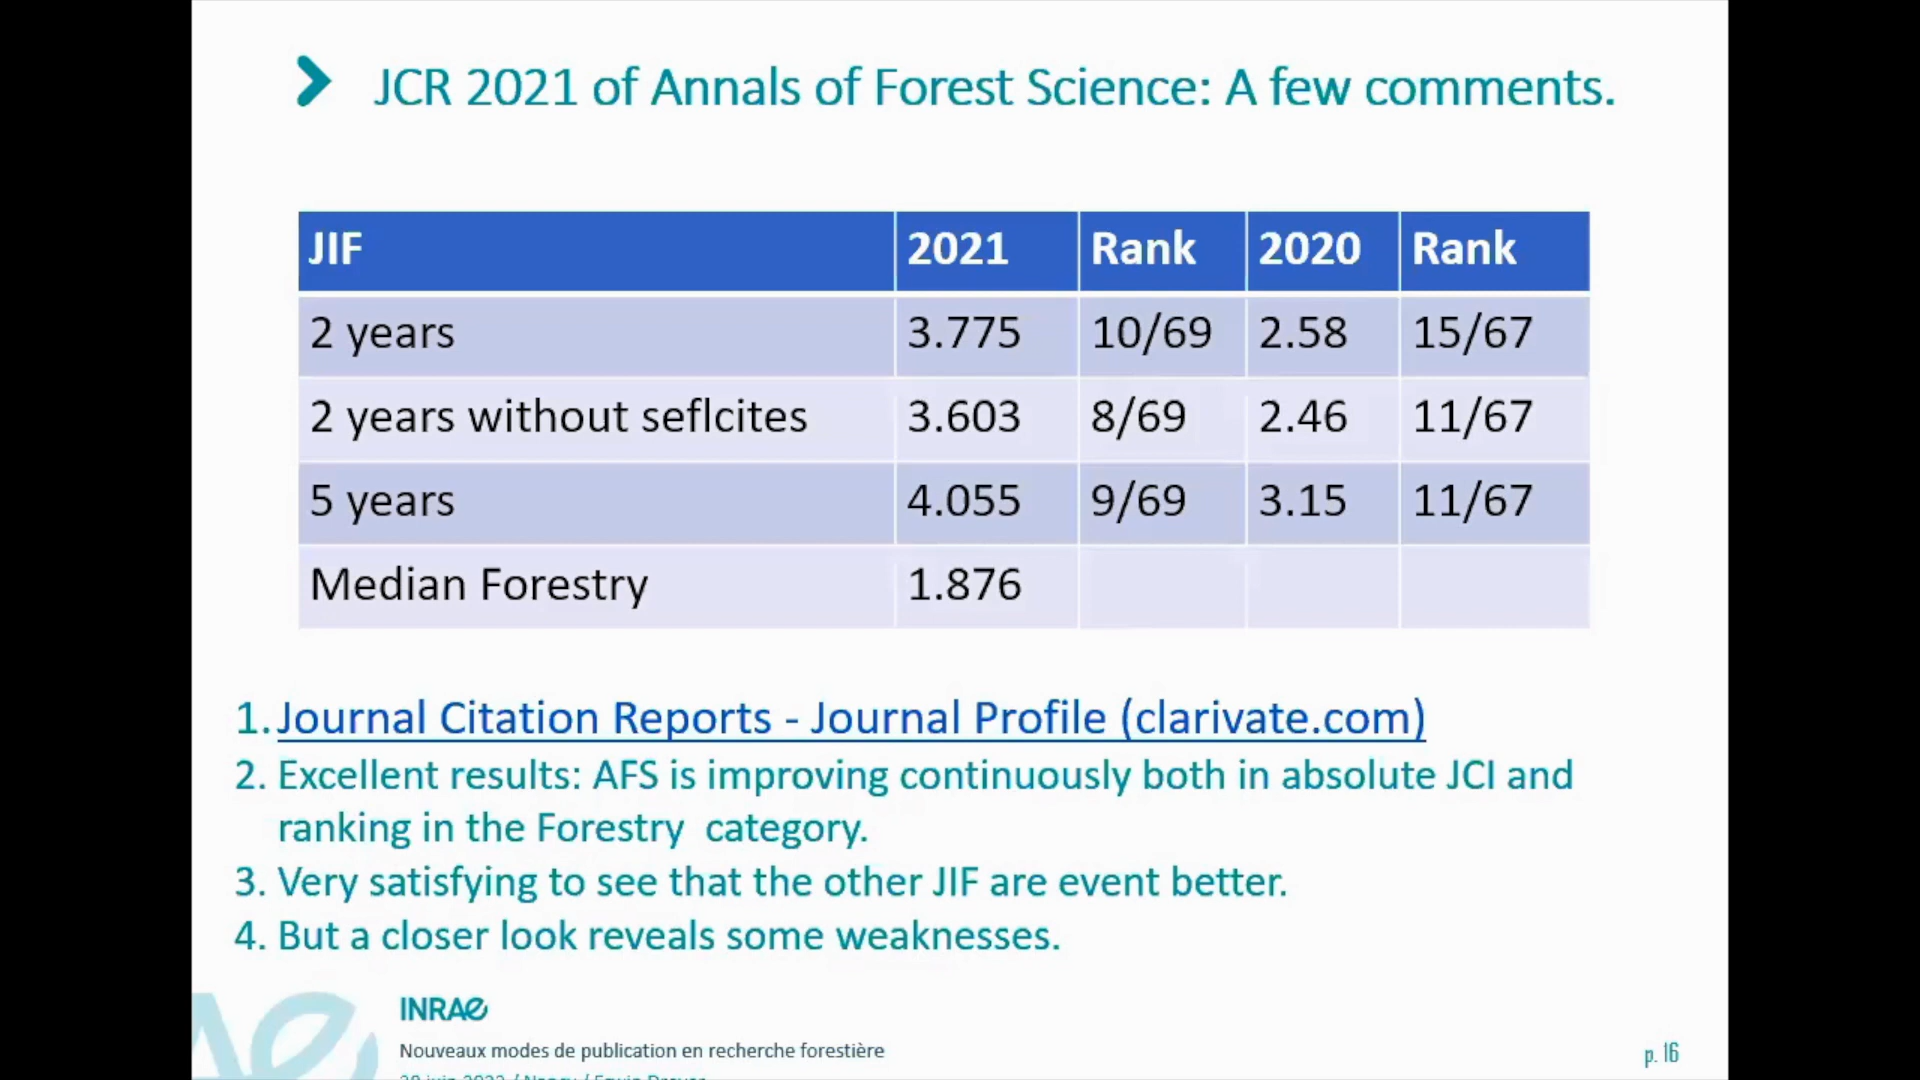 JCR 2021 of Annals of Forest Science: A few comments.
JIF 2021 Rank 2020 Rank
2 years 3.775 10/69 2.58 15/67
2 years without seflcites 3.603 8/69 2.46 11/67
5 years 4.055 9/69 3.15 11/67
Median Forestry 1.876
1. Journal Citation Reports - Journal Profile (clarivate.com)
2. Excellent results: AFS is improving continuously both in absolute JCI and
ranking in the Forestry category.
3. Very satisfying to see that the other JIF are event better.
4. But a closer look reveals some weaknesses.
INRAE
Nouveaux modes de publication en recherche forestière
p. 16